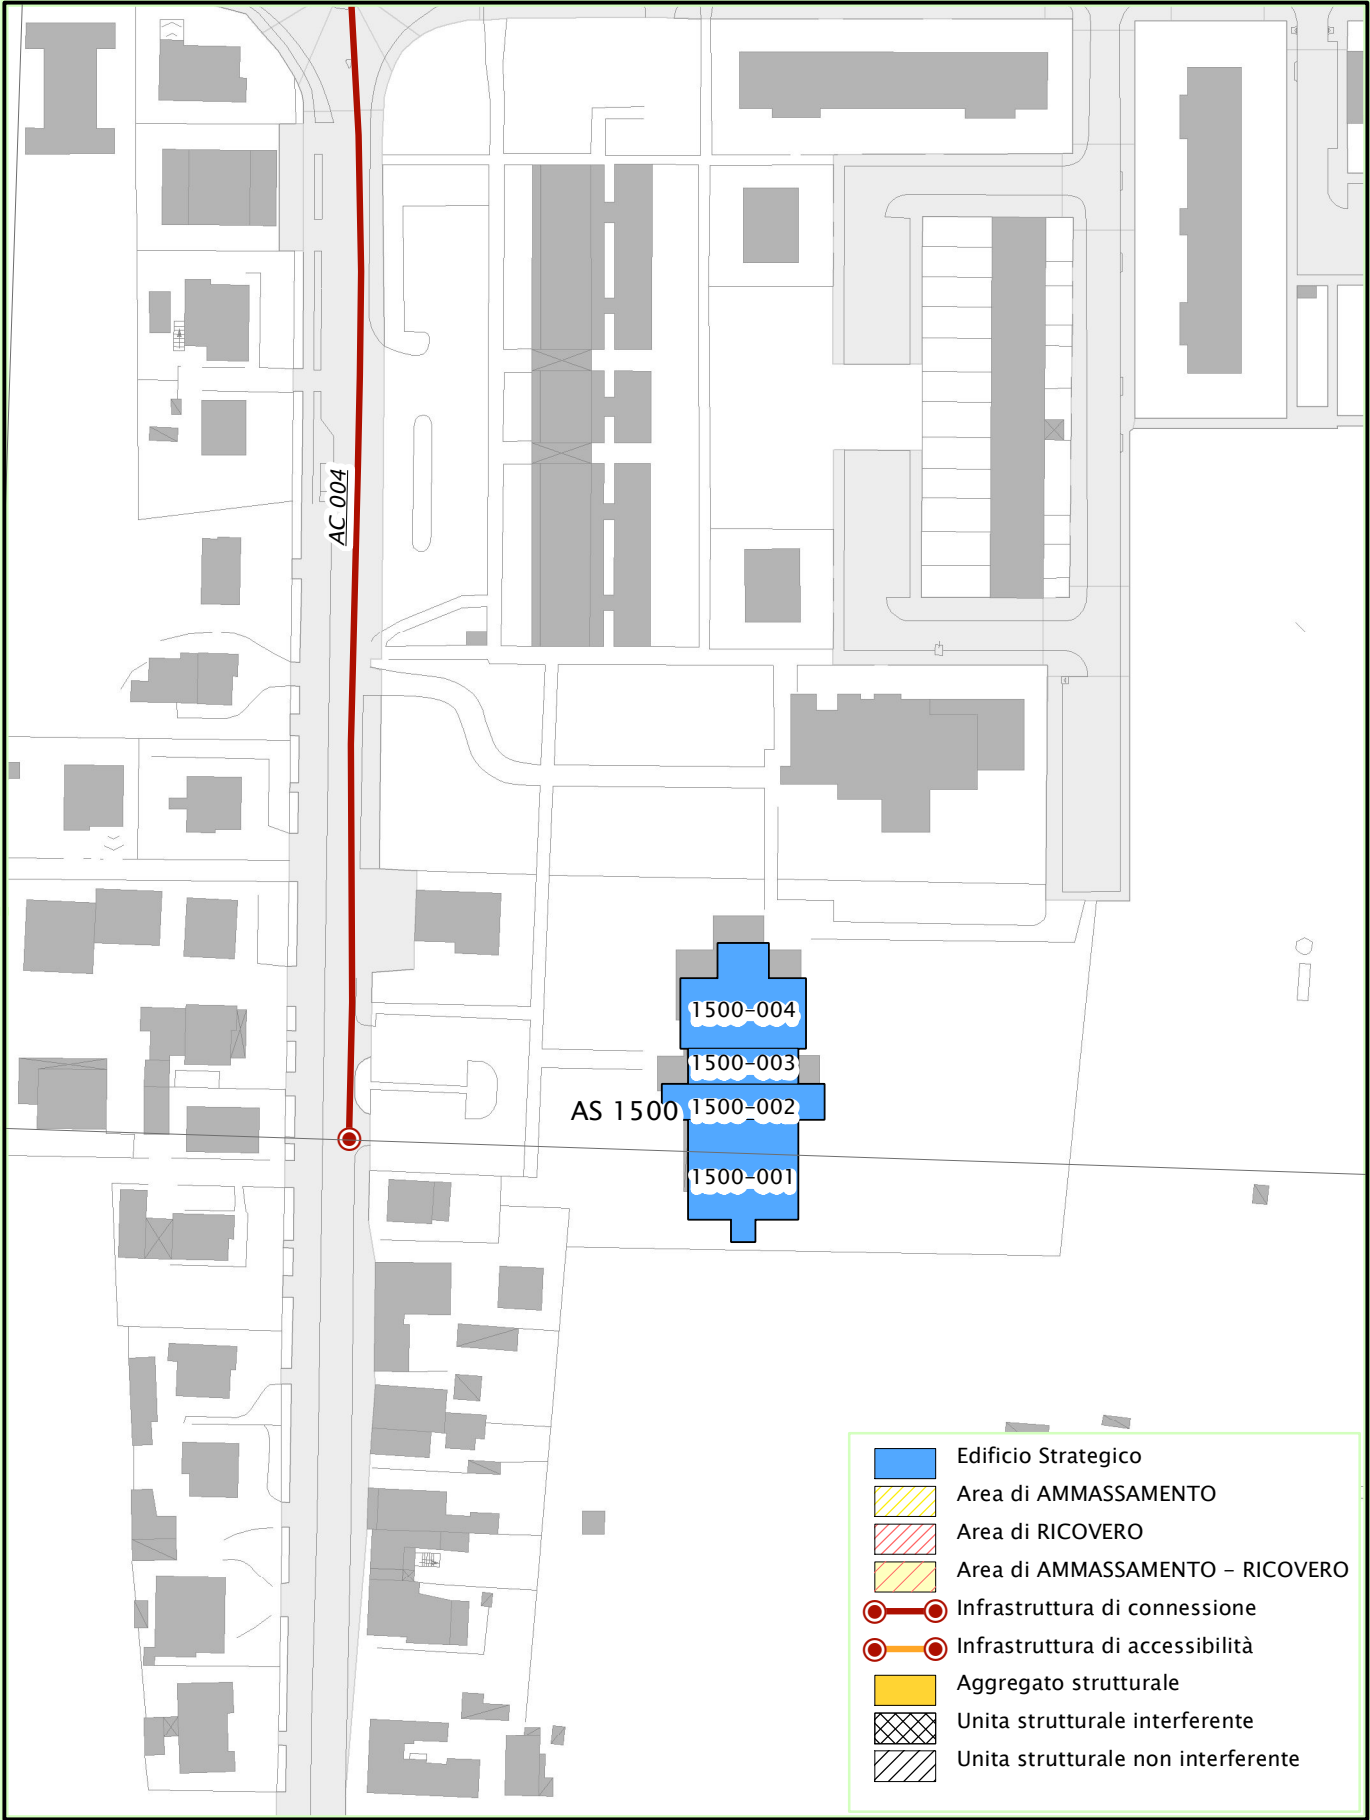 AC 004
1500-004
1500-003
AS 1500
1500-002
1500-001
Edificio Strategico
Area di AMMASSAMENTO
Area di RICOVERO
Area di AMMASSAMENTO - RICOVERO
Infrastruttura di connessione
Infrastruttura di accessibilità
Aggregato strutturale
Unita strutturale interferente
Unita strutturale non interferente